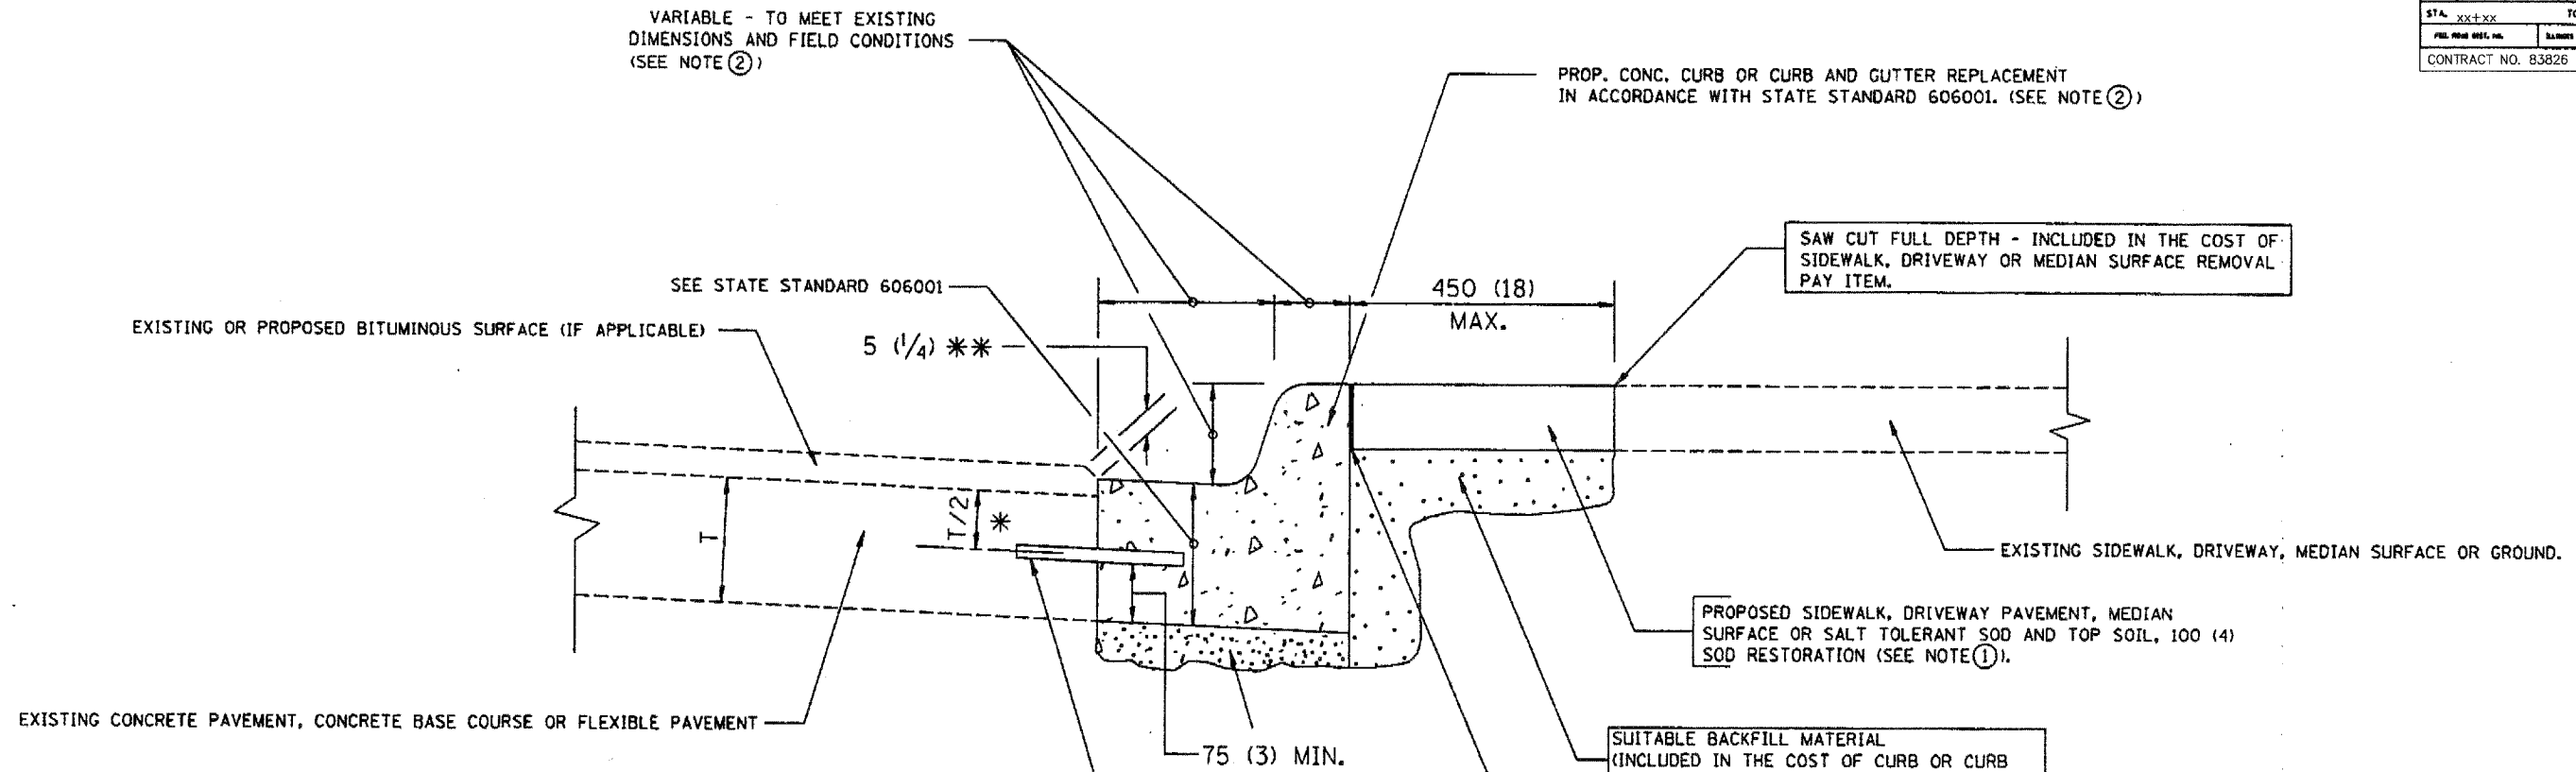 VARIABLE - TO MEET EXISTING
DIMENSIONS AND FIELD CONDITIONS
(SEE NOTE ②)
STA. xx+xx TO
CONTRACT NO. 83826
PROP. CONC. CURB OR CURB AND GUTTER REPLACEMENT
IN ACCORDANCE WITH STATE STANDARD 606001. (SEE NOTE ②)
SAW CUT FULL DEPTH - INCLUDED IN THE COST OF
SIDEWALK, DRIVEWAY OR MEDIAN SURFACE REMOVAL
PAY ITEM.
SEE STATE STANDARD 606001
450 (18)
MAX.
EXISTING OR PROPOSED BITUMINOUS SURFACE (IF APPLICABLE)
5 (1/4) **
T
T/2
*
EXISTING SIDEWALK, DRIVEWAY, MEDIAN SURFACE OR GROUND.
PROPOSED SIDEWALK, DRIVEWAY PAVEMENT, MEDIAN
SURFACE OR SALT TOLERANT SOD AND TOP SOIL, 100 (4)
SOD RESTORATION (SEE NOTE ①).
EXISTING CONCRETE PAVEMENT, CONCRETE BASE COURSE OR FLEXIBLE PAVEMENT
75 (3) MIN.
SUITABLE BACKFILL MATERIAL
(INCLUDED IN THE COST OF CURB OR CURB